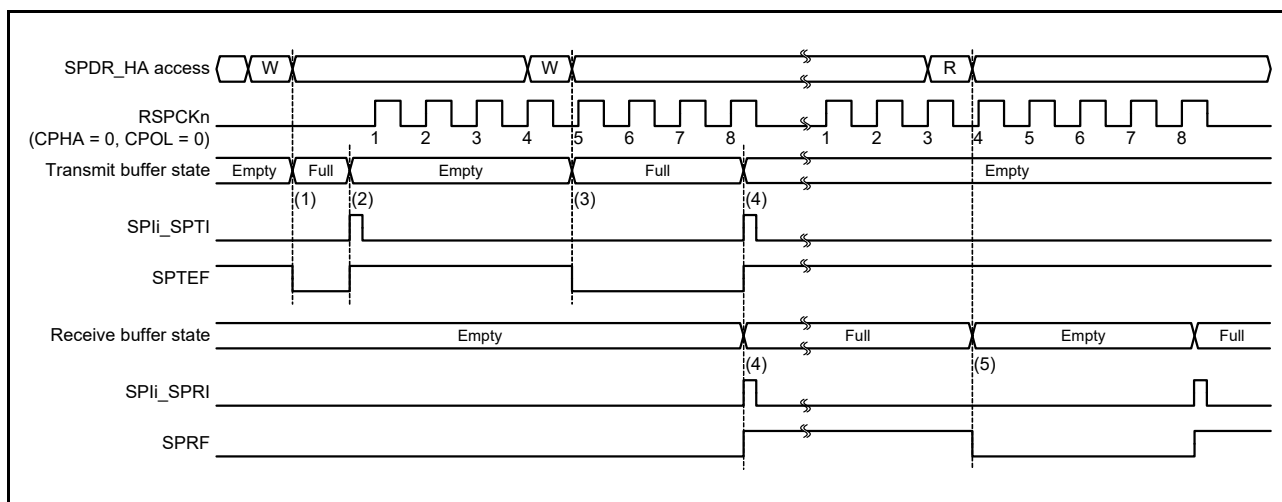 SPDR_HA access W W R
RSPCKn
(CPHA = 0, CPOL = 0)
1 2 3 4 5 6 7 8 1 2 3 4 5 6 7 8
Transmit buffer state Empty Full Empty Full Empty
(1) (2) (3) (4)
SPIi_SPTI
SPTEF
Receive buffer state Empty Full Empty Full
(4) (5)
SPIi_SPRI
SPRF